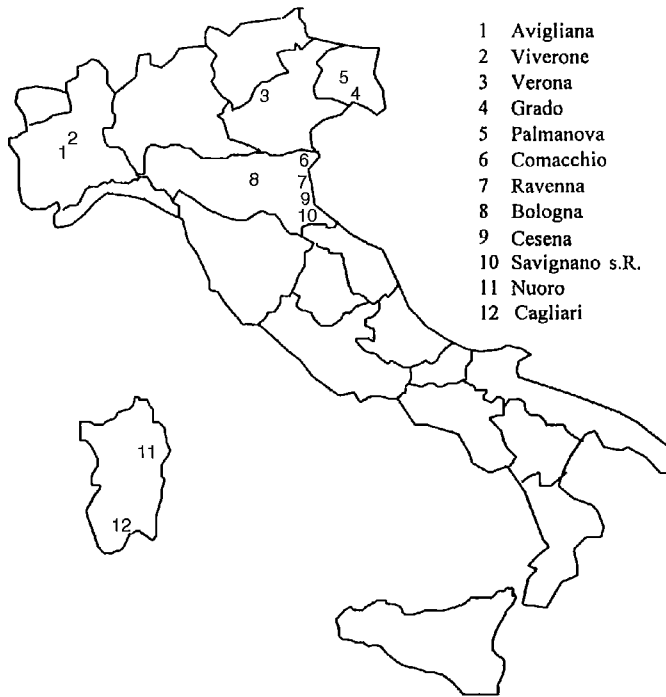 1 Avigliana
2 Viverone
3 Verona
4 Grado
5 Palmanova
6 Comacchio
7 Ravenna
8 Bologna
9 Cesena
10 Savignano s.R.
11 Nuoro
12 Cagliari
5
3
4
2
1
6
8
7
9
10
11
12